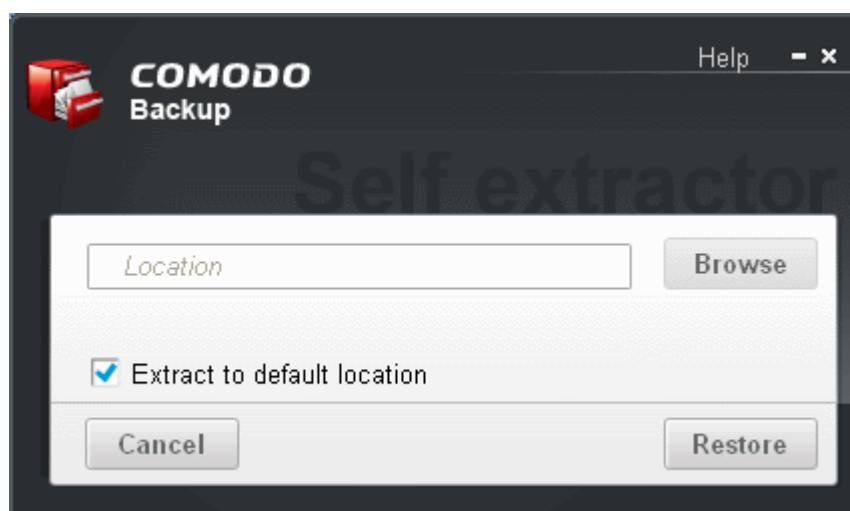 Help
COMODO
Backup
Self extractor
Location
Browse
Extract to default location
Cancel
Restore